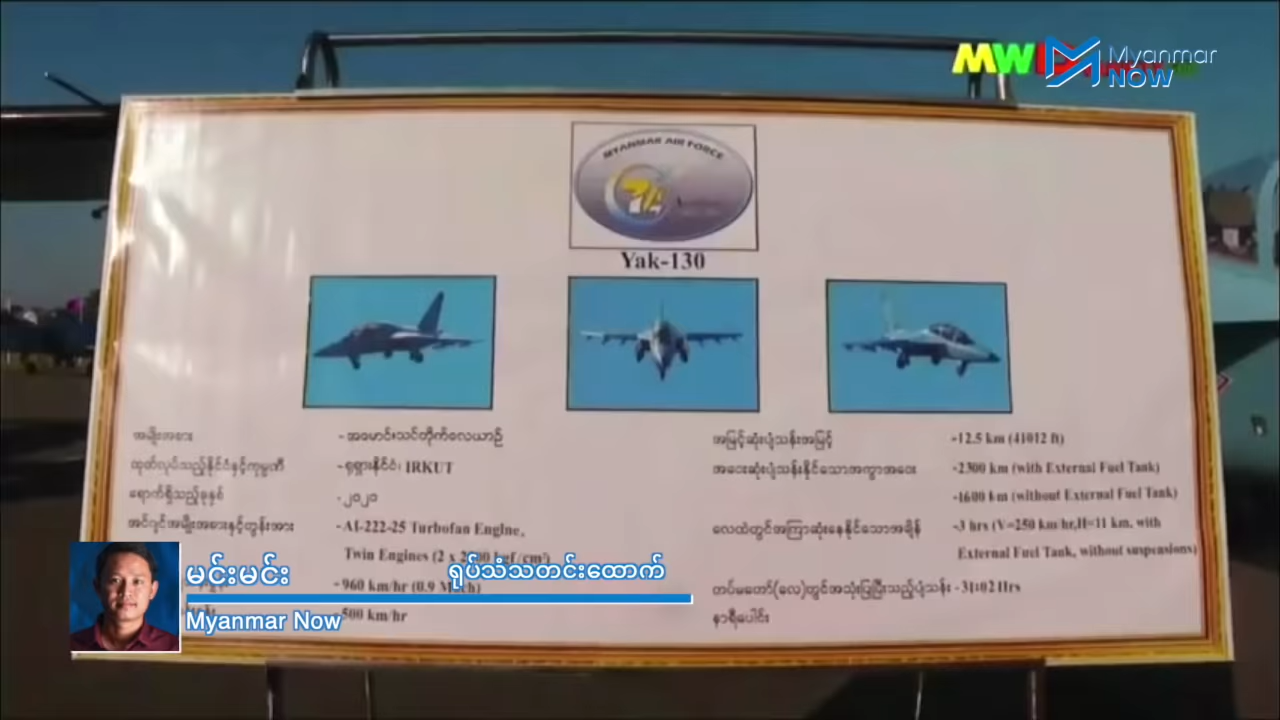 MW
Myanmar
NOW
MYANMAR AIR FORCE
74
Yak-130
အမျိုးအစား - အမောင်းသင်တိုက်လေယာဉ်
ထုတ်လုပ်သည့်နိုင်ငံနှင့်ကုမ္ပဏီ - ရုရှားနိုင်ငံ၊ IRKUT
ရောက်ရှိသည့်ခုနှစ် - ၂၀၂၁
အင်ဂျင်အမျိုးအစားနှင့်တွန်းအား - AI-222-25 Turbofan Engine,
Twin Engines (2 x
- 960 km/hr (0.9
500 km/hr
အမြင့်ဆုံးပျံသန်းအမြင့် -12.5 km (41012 ft)
အဝေးဆုံးပျံသန်းနိုင်သောအကွာအဝေး -2300 km (with External Fuel Tank)
-1600 km (without External Fuel Tank)
လေထဲတွင်အကြာဆုံးနေနိုင်သောအချိန် -3 hrs (V=250 km/hr,H=11 km, with
External Fuel Tank, without suspensions)
တပ်မတော်(လေ)တွင်အသုံးပြုပြီးသည့်ပျံသန်း - 31:02 Hrs
နာရီပေါင်း
မင်းမင်း ရုပ်သံသတင်းထောက်
Myanmar Now